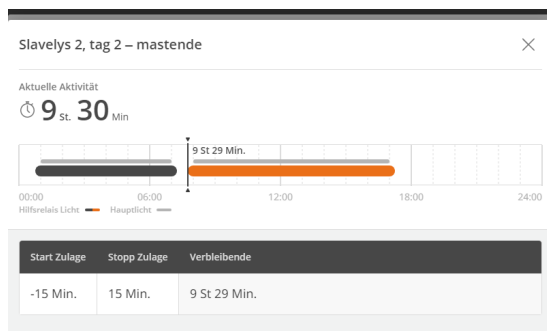 Slavelys 2, tag 2 – mastende
Aktuelle Aktivität
9 St. 30 Min
9 St 29 Min.
00:00 06:00 12:00 18:00 24:00
Hilfsrelais Licht Hauptlicht
Start Zulage Stopp Zulage Verbleibende
-15 Min. 15 Min. 9 St 29 Min.